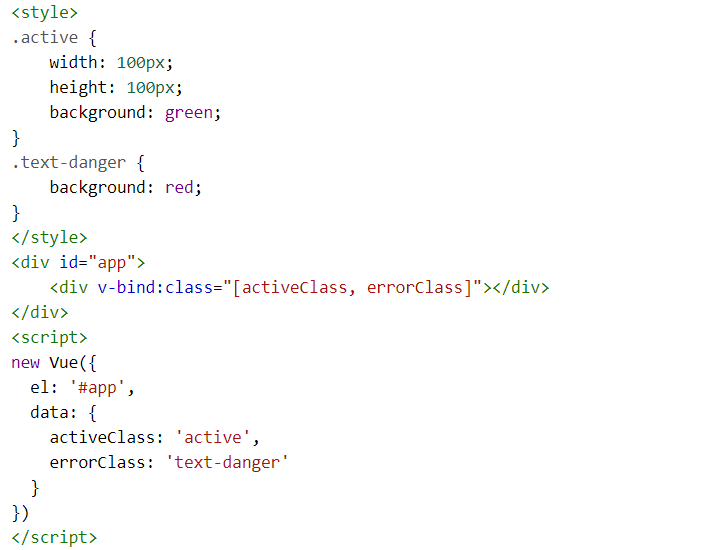 <style>
.active {
    width: 100px;
    height: 100px;
    background: green;
}
.text-danger {
    background: red;
}
</style>
<div id="app">
    <div v-bind:class="[activeClass, errorClass]"></div>
</div>
<script>
new Vue({
  el: '#app',
  data: {
    activeClass: 'active',
    errorClass: 'text-danger'
  }
})
</script>